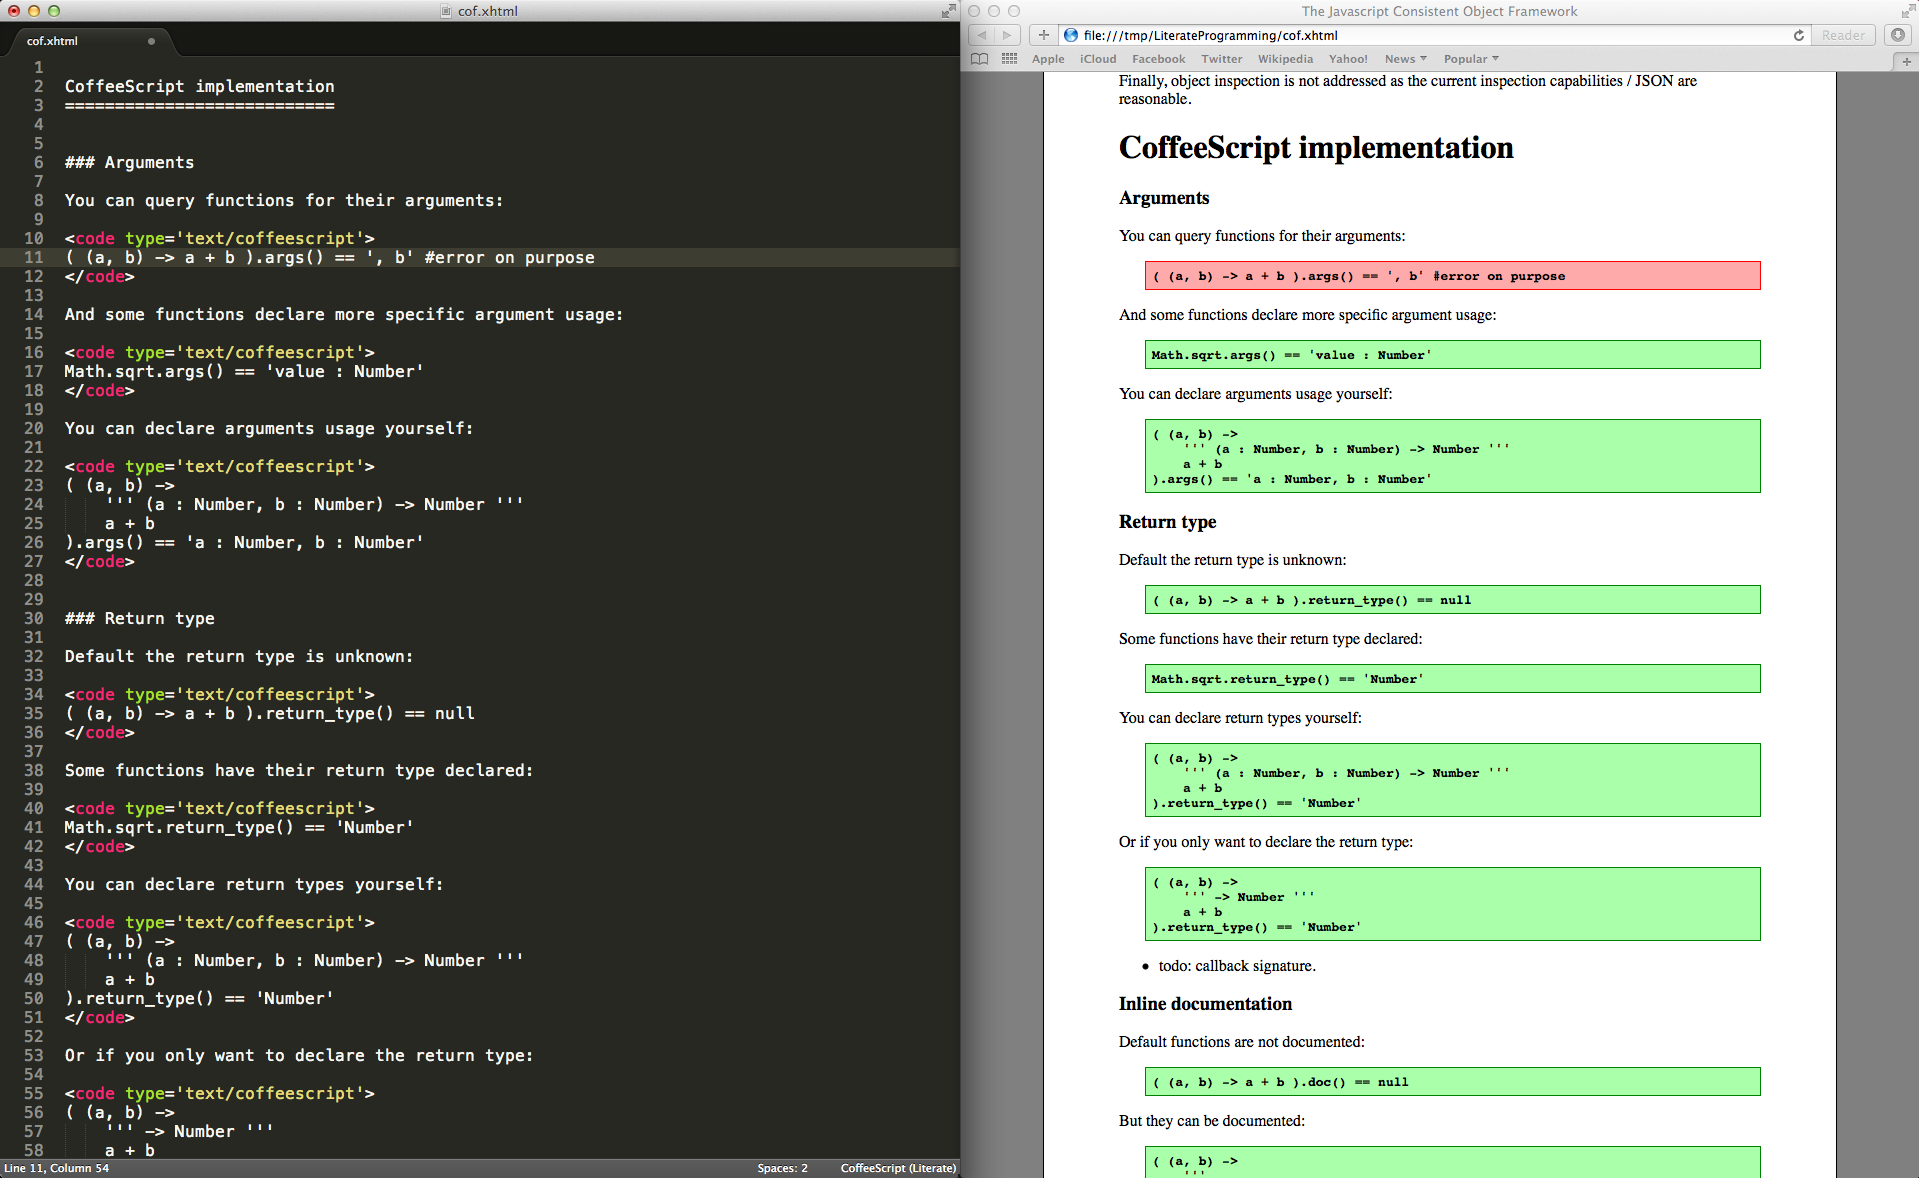 cof.xhtml
cof.xhtml
1
2 CoffeeScript implementation
3 ===========================
4
5
6 ### Arguments
7
8 You can query functions for their arguments:
9
10 <code type='text/coffeescript'>
11 ( (a, b) -> a + b ).args() == ', b' #error on purpose
12 </code>
13
14 And some functions declare more specific argument usage:
15
16 <code type='text/coffeescript'>
17 Math.sqrt.args() == 'value : Number'
18 </code>
19
20 You can declare arguments usage yourself:
21
22 <code type='text/coffeescript'>
23 ( (a, b) ->
24 ''' (a : Number, b : Number) -> Number '''
25 a + b
26 ).args() == 'a : Number, b : Number'
27 </code>
28
29
30 ### Return type
31
32 Default the return type is unknown:
33
34 <code type='text/coffeescript'>
35 ( (a, b) -> a + b ).return_type() == null
36 </code>
37
38 Some functions have their return type declared:
39
40 <code type='text/coffeescript'>
41 Math.sqrt.return_type() == 'Number'
42 </code>
43
44 You can declare return types yourself:
45
46 <code type='text/coffeescript'>
47 ( (a, b) ->
48 ''' (a : Number, b : Number) -> Number '''
49 a + b
50 ).return_type() == 'Number'
51 </code>
52
53 Or if you only want to declare the return type:
54
55 <code type='text/coffeescript'>
56 ( (a, b) ->
57 ''' -> Number '''
58 a + b
Line 11, Column 54 Spaces: 2 CoffeeScript (Literate)
The Javascript Consistent Object Framework
file:///tmp/LiterateProgramming/cof.xhtml Reader
Apple iCloud Facebook Twitter Wikipedia Yahoo! News Popular
Finally, object inspection is not addressed as the current inspection capabilities / JSON are
reasonable.
CoffeeScript implementation
Arguments
You can query functions for their arguments:
( (a, b) -> a + b ).args() == ', b' #error on purpose
And some functions declare more specific argument usage:
Math.sqrt.args() == 'value : Number'
You can declare arguments usage yourself:
( (a, b) ->
''' (a : Number, b : Number) -> Number '''
a + b
).args() == 'a : Number, b : Number'
Return type
Default the return type is unknown:
( (a, b) -> a + b ).return_type() == null
Some functions have their return type declared:
Math.sqrt.return_type() == 'Number'
You can declare return types yourself:
( (a, b) ->
''' (a : Number, b : Number) -> Number '''
a + b
).return_type() == 'Number'
Or if you only want to declare the return type:
( (a, b) ->
''' -> Number '''
a + b
).return_type() == 'Number'
• todo: callback signature.
Inline documentation
Default functions are not documented:
( (a, b) -> a + b ).doc() == null
But they can be documented:
( (a, b) ->
'''